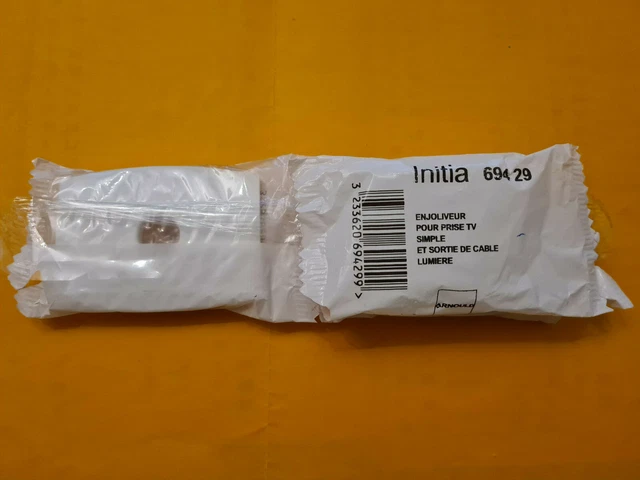 Initia 694 29
ENJOLIVEUR
POUR PRISE TV
SIMPLE
ET SORTIE DE CABLE
LUMIERE
ARNOULD
3 233620 694299 >